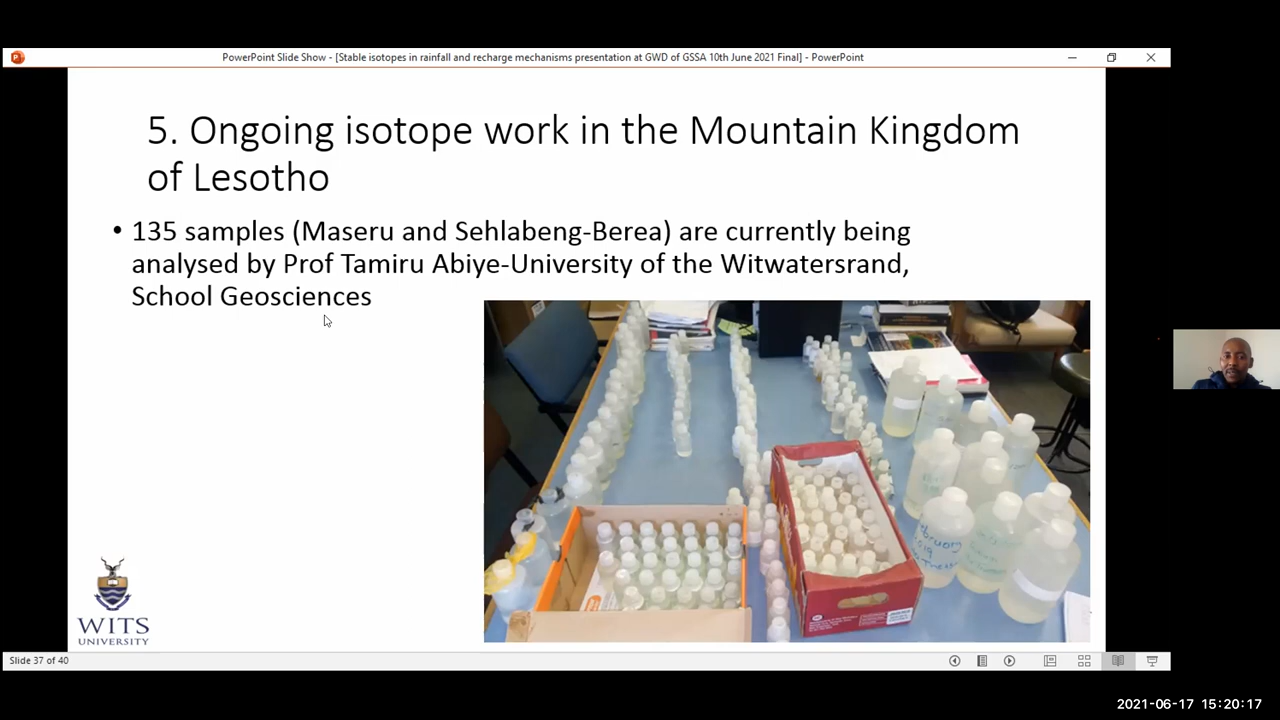 PowerPoint Slide Show - [Stable isotopes in rainfall and recharge mechanisms presentation at GWD of GSSA 10th June 2021 Final] - PowerPoint
5. Ongoing isotope work in the Mountain Kingdom
of Lesotho
• 135 samples (Maseru and Sehlabeng-Berea) are currently being
analysed by Prof Tamiru Abiye-University of the Witwatersrand,
School Geosciences
WITS
UNIVERSITY
Slide 37 of 40
2021-06-17 15:20:17